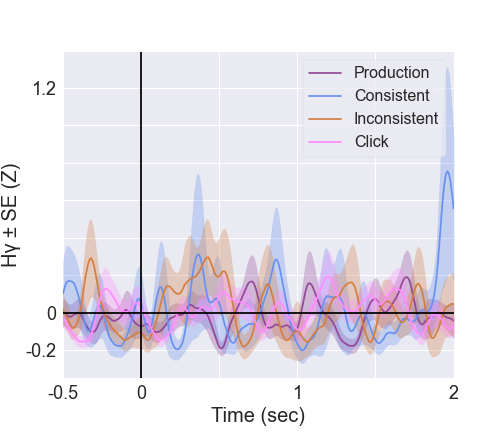 Production
Consistent
Inconsistent
Click
Hγ ± SE (Z)
1.2
0
-0.2
-0.5
0
1
2
Time (sec)